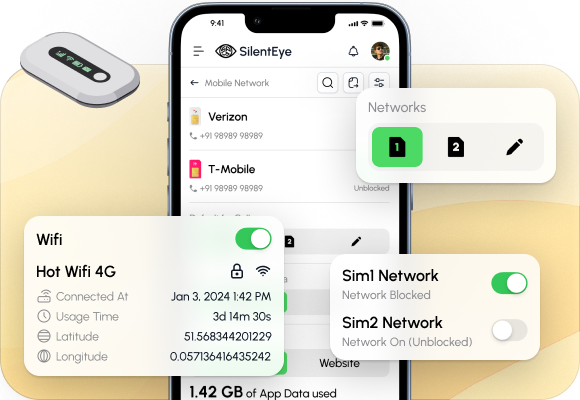 9:41
SilentEye
Mobile Network
Verizon
+91 98989 98989
T-Mobile
+91 98989 98989
Unblocked
Networks
1
2
2
Wifi
Hot Wifi 4G
Connected At Jan 3, 2024 1:42 PM
Usage Time 3d 14m 30s
Latitude 51.568344201229
Longitude 0.057136416435242
Sim1 Network
Network Blocked
Sim2 Network
Network On (Unblocked)
Website
1.42 GB of App Data used